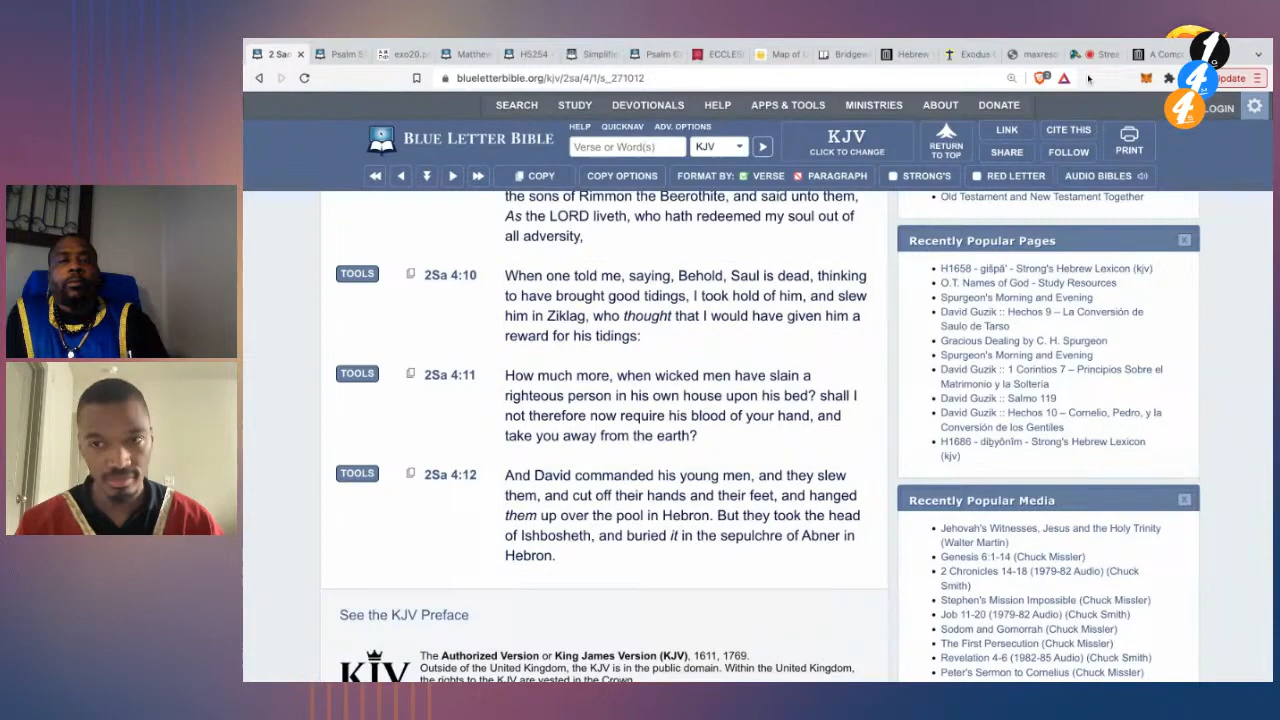 2 Sa
Psalm 5
exo20.p
Matthew
H5254 -
Simplifi
Psalm 6
ECCLES
Map of
Bridgew
Hebrew
Exodus
maxreso
Strea
A Comp
blueletterbible.org/kjv/2sa/4/1/s_271012
Update
1
4
4
SEARCH STUDY DEVOTIONALS HELP APPS & TOOLS MINISTRIES ABOUT DONATE LOGIN
BLUE LETTER BIBLE
HELP QUICKNAV ADV. OPTIONS
Verse or Word(s) KJV
KJV
CLICK TO CHANGE
RETURN
TO TOP
LINK CITE THIS
SHARE FOLLOW
PRINT
COPY COPY OPTIONS FORMAT BY: VERSE PARAGRAPH STRONG'S RED LETTER AUDIO BIBLES
the sons of Rimmon the Beerothite, and said unto them,
As the LORD liveth, who hath redeemed my soul out of
all adversity,
TOOLS 2Sa 4:10 When one told me, saying, Behold, Saul is dead, thinking
to have brought good tidings, I took hold of him, and slew
him in Ziklag, who thought that I would have given him a
reward for his tidings:
TOOLS 2Sa 4:11 How much more, when wicked men have slain a
righteous person in his own house upon his bed? shall I
not therefore now require his blood of your hand, and
take you away from the earth?
TOOLS 2Sa 4:12 And David commanded his young men, and they slew
them, and cut off their hands and their feet, and hanged
them up over the pool in Hebron. But they took the head
of Ishbosheth, and buried it in the sepulchre of Abner in
Hebron.
See the KJV Preface
KJV
The Authorized Version or King James Version (KJV), 1611, 1769.
Outside of the United Kingdom, the KJV is in the public domain. Within the United Kingdom,
the rights to the KJV are vested in the Crown.
Old Testament and New Testament Together
Recently Popular Pages
H1658 - gišpā' - Strong's Hebrew Lexicon (kjv)
O.T. Names of God - Study Resources
Spurgeon's Morning and Evening
David Guzik :: Hechos 9 – La Conversión de
Saulo de Tarso
Gracious Dealing by C. H. Spurgeon
Spurgeon's Morning and Evening
David Guzik :: 1 Corintios 7 – Principios Sobre el
Matrimonio y la Soltería
David Guzik :: Salmo 119
David Guzik :: Hechos 10 – Cornelio, Pedro, y la
Conversión de los Gentiles
H1686 - diḇyônîm - Strong's Hebrew Lexicon
(kjv)
Recently Popular Media
Jehovah's Witnesses, Jesus and the Holy Trinity
(Walter Martin)
Genesis 6:1-14 (Chuck Missler)
2 Chronicles 14-18 (1979-82 Audio) (Chuck
Smith)
Stephen's Mission Impossible (Chuck Missler)
Job 11-20 (1979-82 Audio) (Chuck Smith)
Sodom and Gomorrah (Chuck Missler)
The First Persecution (Chuck Missler)
Revelation 4-6 (1982-85 Audio) (Chuck Smith)
Peter's Sermon to Cornelius (Chuck Missler)